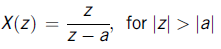 X(z) = z / (z − a), for |z| > |a|